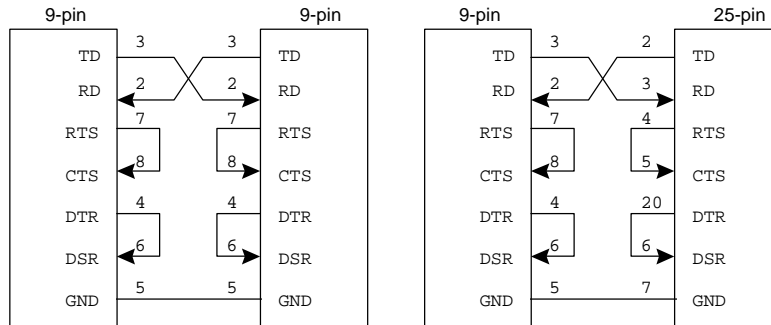 9-pin 9-pin 9-pin 25-pin
TD 3 3 TD TD 3 2 TD
RD 2 2 RD RD 2 3 RD
RTS 7 7 RTS RTS 7 4 RTS
CTS 8 8 CTS CTS 8 5 CTS
DTR 4 4 DTR DTR 4 20 DTR
DSR 6 6 DSR DSR 6 6 DSR
GND 5 5 GND GND 5 7 GND